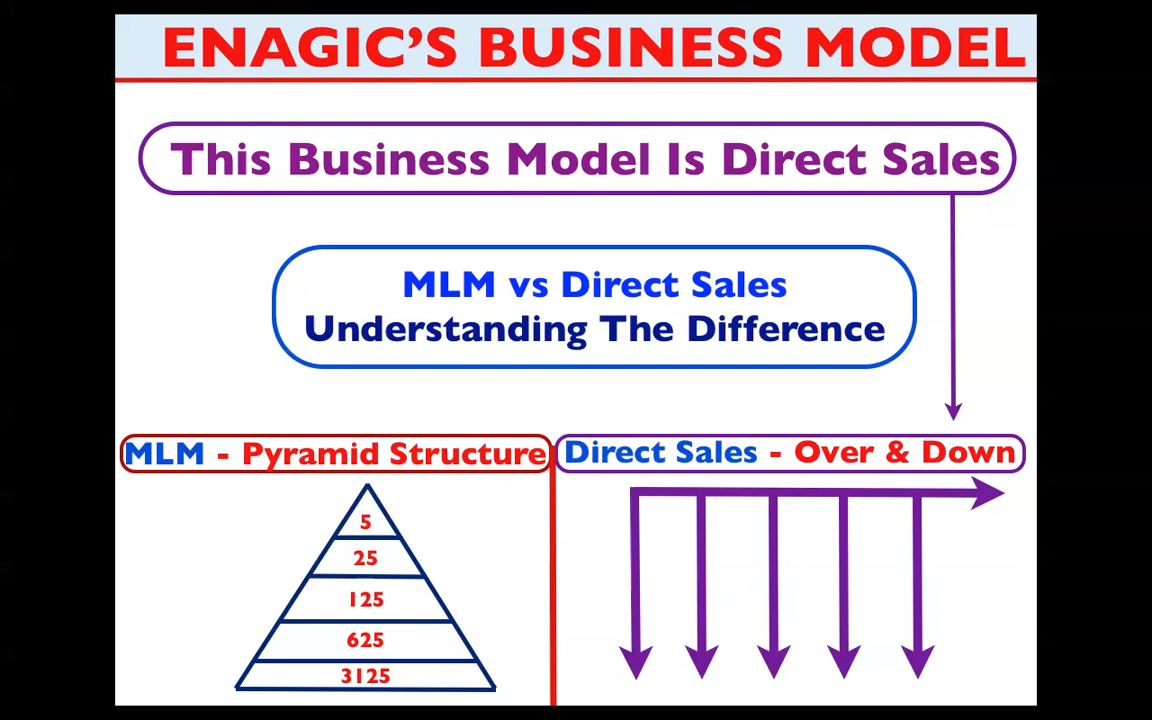 ENAGIC’S BUSINESS MODEL
This Business Model Is Direct Sales
MLM vs Direct Sales
Understanding The Difference
MLM - Pyramid Structure
5
25
125
625
3125
Direct Sales - Over & Down